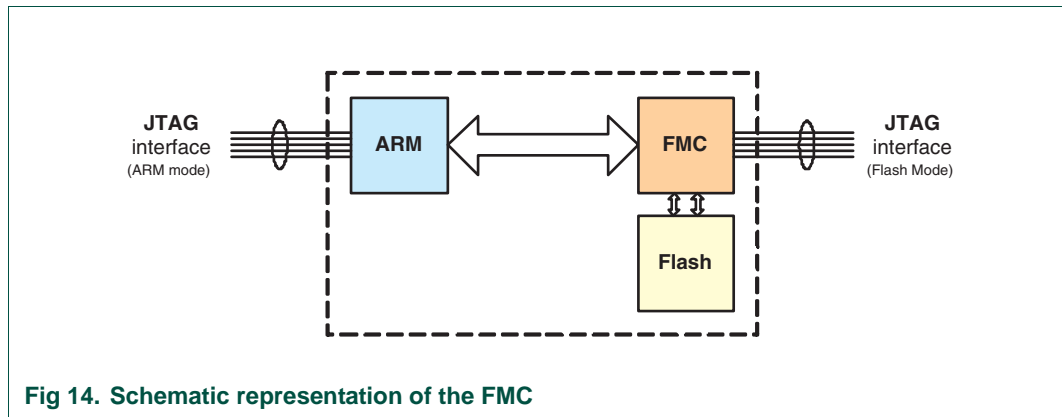 JTAG
interface
(ARM mode)
ARM
FMC
JTAG
interface
(Flash Mode)
Flash
Fig 14. Schematic representation of the FMC